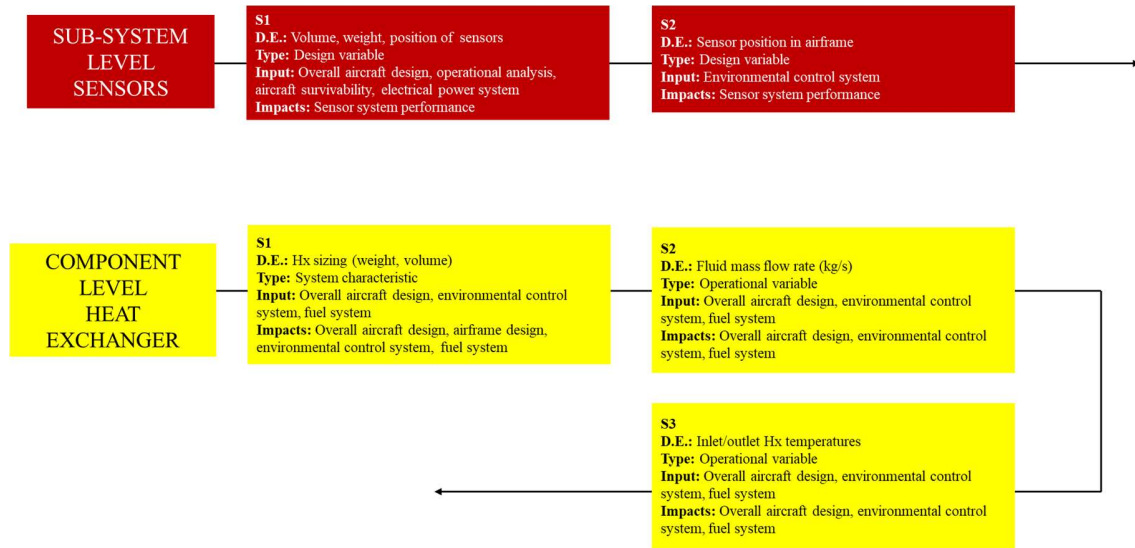 SUB-SYSTEM
LEVEL
SENSORS
S1
D.E.: Volume, weight, position of sensors
Type: Design variable
Input: Overall aircraft design, operational analysis,
aircraft survivability, electrical power system
Impacts: Sensor system performance
S2
D.E.: Sensor position in airframe
Type: Design variable
Input: Environmental control system
Impacts: Sensor system performance
COMPONENT
LEVEL
HEAT
EXCHANGER
S1
D.E.: Hx sizing (weight, volume)
Type: System characteristic
Input: Overall aircraft design, environmental control
system, fuel system
Impacts: Overall aircraft design, airframe design,
environmental control system, fuel system
S2
D.E.: Fluid mass flow rate (kg/s)
Type: Operational variable
Input: Overall aircraft design, environmental control
system, fuel system
Impacts: Overall aircraft design, environmental control
system, fuel system
S3
D.E.: Inlet/outlet Hx temperatures
Type: Operational variable
Input: Overall aircraft design, environmental control
system, fuel system
Impacts: Overall aircraft design, environmental control
system, fuel system